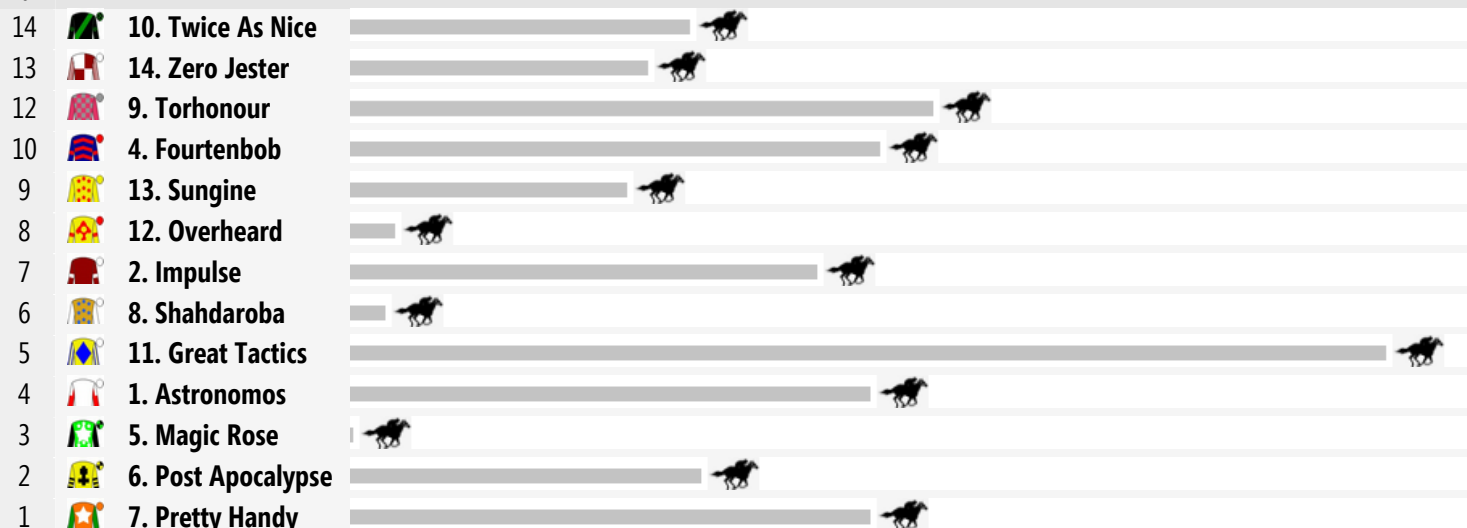 14 10. Twice As Nice
13 14. Zero Jester
12 9. Torhonour
10 4. Fourtenbob
9 13. Sungine
8 12. Overheard
7 2. Impulse
6 8. Shahdaroba
5 11. Great Tactics
4 1. Astronomos
3 5. Magic Rose
2 6. Post Apocalypse
1 7. Pretty Handy